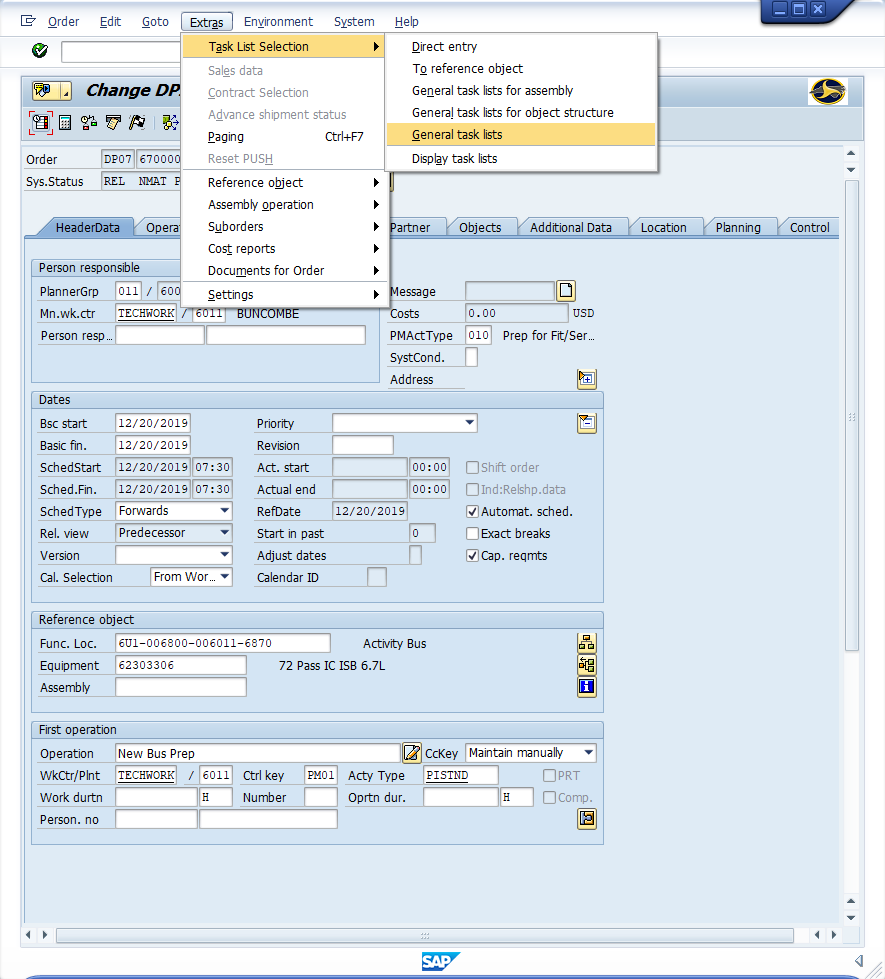 Order Edit Goto Extras Environment System Help
Task List Selection
Sales data
Contract Selection
Advance shipment status
Paging Ctrl+F7
Reset PUSH
Reference object
Assembly operation
Suborders
Cost reports
Documents for Order
Settings
Direct entry
To reference object
General task lists for assembly
General task lists for object structure
General task lists
Display task lists
Change DP
Order DP07 670000
Sys.Status REL NMAT P
HeaderData Opera Partner Objects Additional Data Location Planning Control
Person responsible
PlannerGrp 011 / 600
Mn.wk.ctr TECHWORK / 6011 BUNCOMBE
Person resp…
Message
Costs 0.00 USD
PMActType 010 Prep for Fit/Ser…
SystCond.
Address
Dates
Bsc start 12/20/2019 Priority
Basic fin. 12/20/2019 Revision
SchedStart 12/20/2019 07:30 Act. start 00:00 Shift order
Sched.Fin. 12/20/2019 07:30 Actual end 00:00 Ind:Relshp.data
SchedType Forwards RefDate 12/20/2019 Automat. sched.
Rel. view Predecessor Start in past 0 Exact breaks
Version Adjust dates Cap. reqmts
Cal. Selection From Wor… Calendar ID
Reference object
Func. Loc. 6U1-006800-006011-6870 Activity Bus
Equipment 62303306 72 Pass IC ISB 6.7L
Assembly
First operation
Operation New Bus Prep CcKey Maintain manually
WkCtr/Plnt TECHWORK / 6011 Ctrl key PM01 Acty Type PISTND PRT
Work durtn H Number Oprtn dur. H Comp.
Person. no
SAP